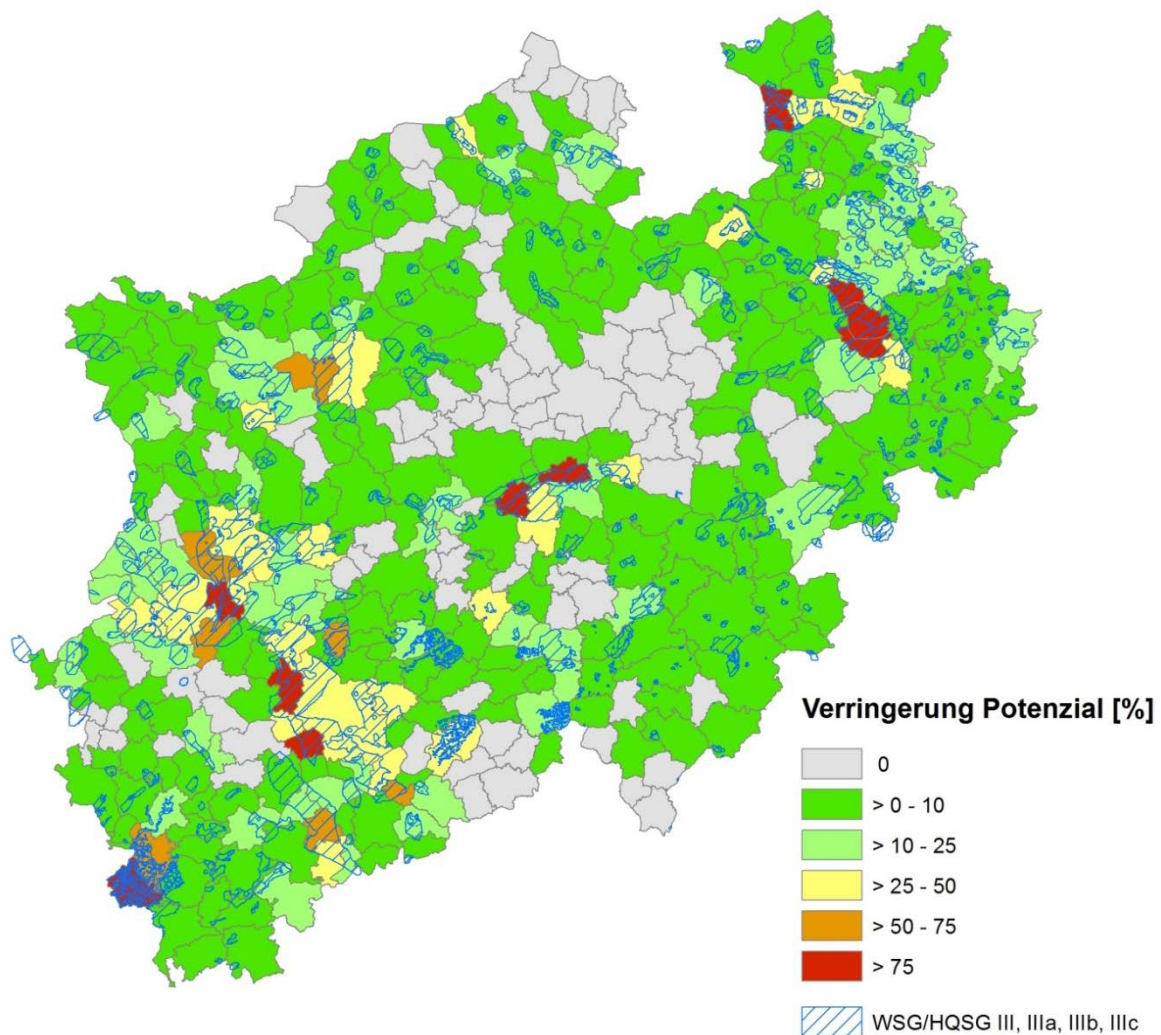 Verringerung Potenzial [%]
0
> 0 - 10
> 10 - 25
> 25 - 50
> 50 - 75
> 75
WSG/HQSG III, IIIa, IIIb, IIIc